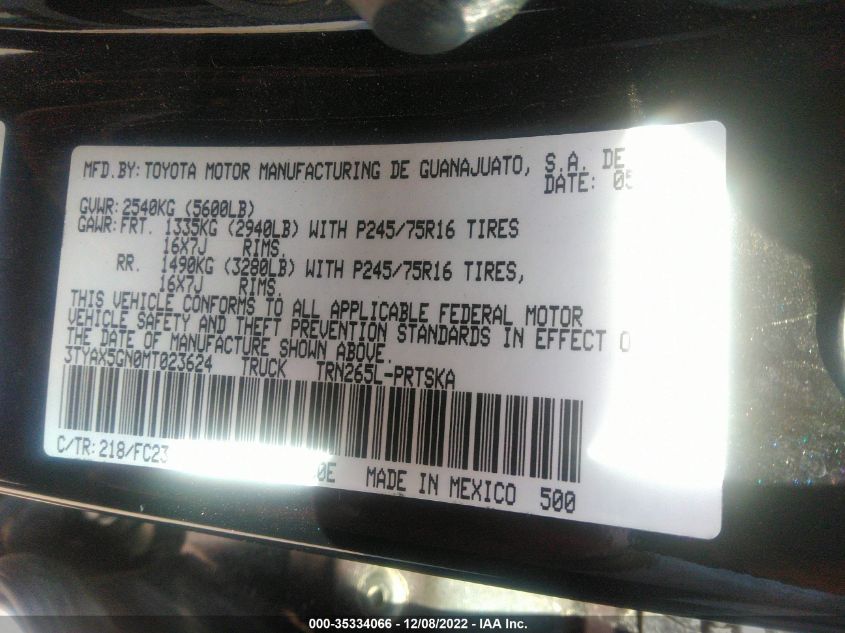 MFD.BY:TOYOTA MOTOR MANUFACTURING DE GUANAJUATO, S.A. DE
DATE: 05
GVWR:2540KG (5600LB)
GAWR:FRT. 1335KG (2940LB) WITH P245/75R16 TIRES
16X7J RIMS,
RR. 1490KG (3280LB) WITH P245/75R16 TIRES,
16X7J RIMS.
THIS VEHICLE CONFORMS TO ALL APPLICABLE FEDERAL MOTOR
VEHICLE SAFETY AND THEFT PREVENTION STANDARDS IN EFFECT O
THE DATE OF MANUFACTURE SHOWN ABOVE.
3TYAX5GN0MT023624 TRUCK TRN265L-PRTSKA
C/TR:218/FC23 0E MADE IN MEXICO 500
000-35334066 - 12/08/2022 - IAA Inc.